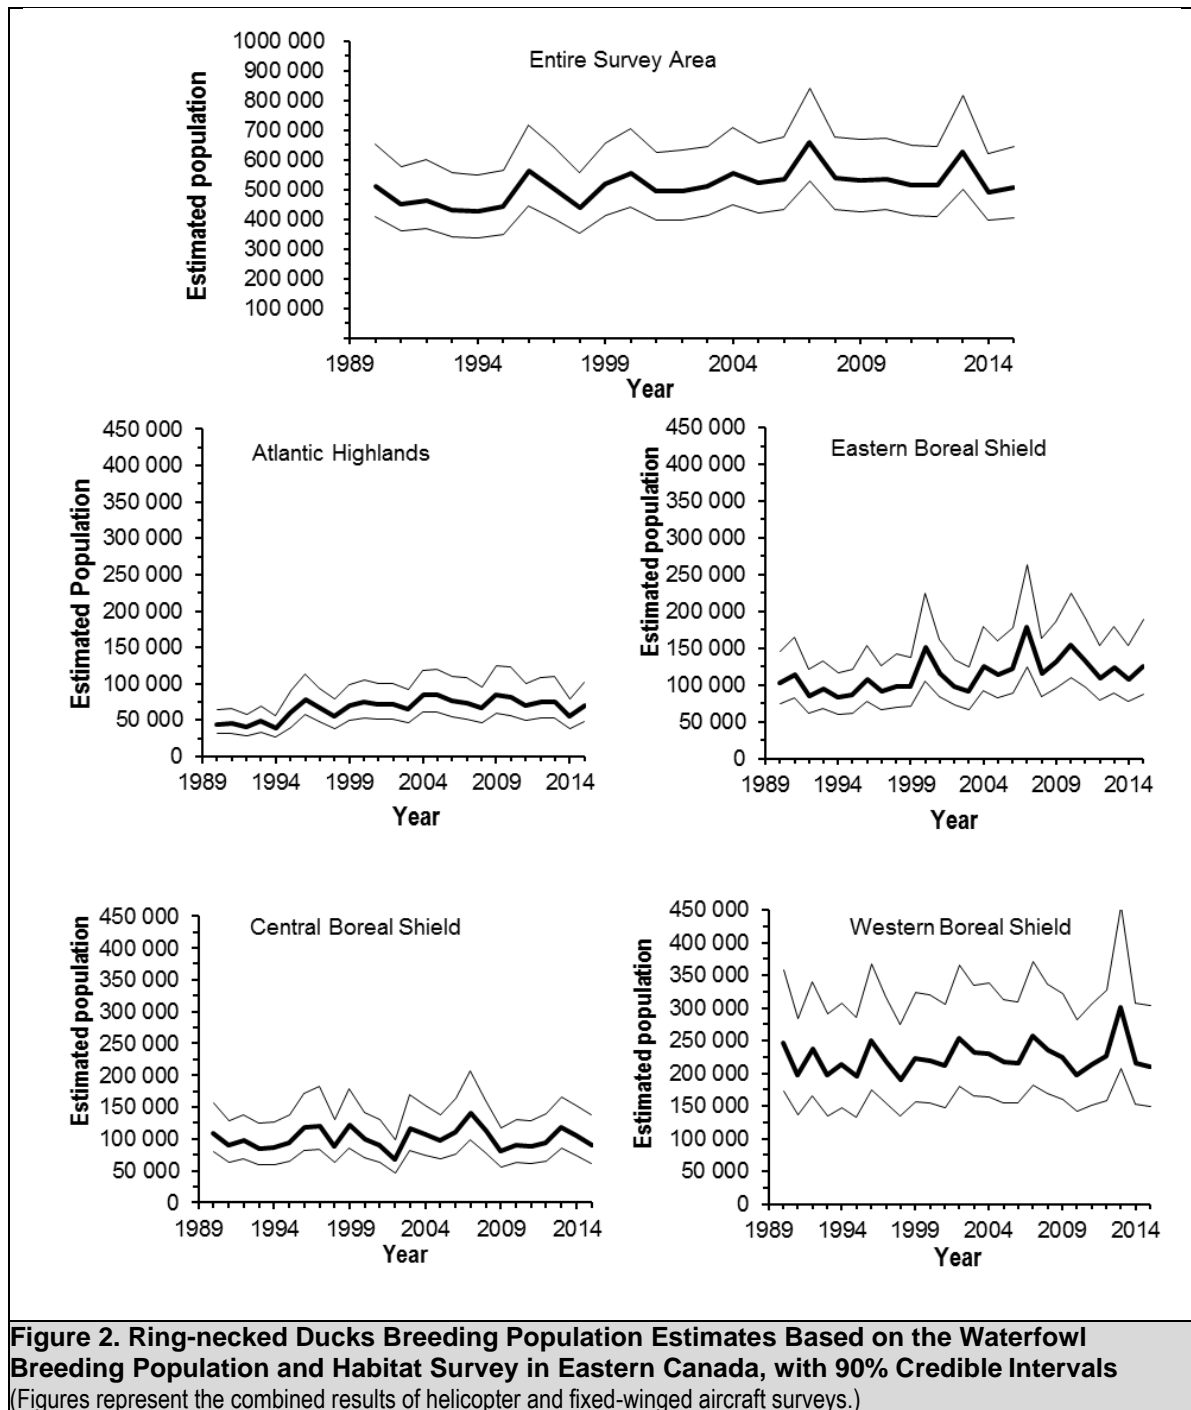 Entire Survey Area
Estimated population
1000 000
900 000
800 000
700 000
600 000
500 000
400 000
300 000
200 000
100 000
1989 1994 1999 2004 2009 2014
Year
Atlantic Highlands
Estimated Population
450 000
400 000
350 000
300 000
250 000
200 000
150 000
100 000
50 000
0
1989 1994 1999 2004 2009 2014
Year
Eastern Boreal Shield
Estimated population
450 000
400 000
350 000
300 000
250 000
200 000
150 000
100 000
50 000
0
1989 1994 1999 2004 2009 2014
Year
Central Boreal Shield
Estimated population
450 000
400 000
350 000
300 000
250 000
200 000
150 000
100 000
50 000
0
1989 1994 1999 2004 2009 2014
Year
Western Boreal Shield
Estimated population
450 000
400 000
350 000
300 000
250 000
200 000
150 000
100 000
50 000
0
1989 1994 1999 2004 2009 2014
Year
Figure 2. Ring-necked Ducks Breeding Population Estimates Based on the Waterfowl
Breeding Population and Habitat Survey in Eastern Canada, with 90% Credible Intervals
(Figures represent the combined results of helicopter and fixed-winged aircraft surveys.)